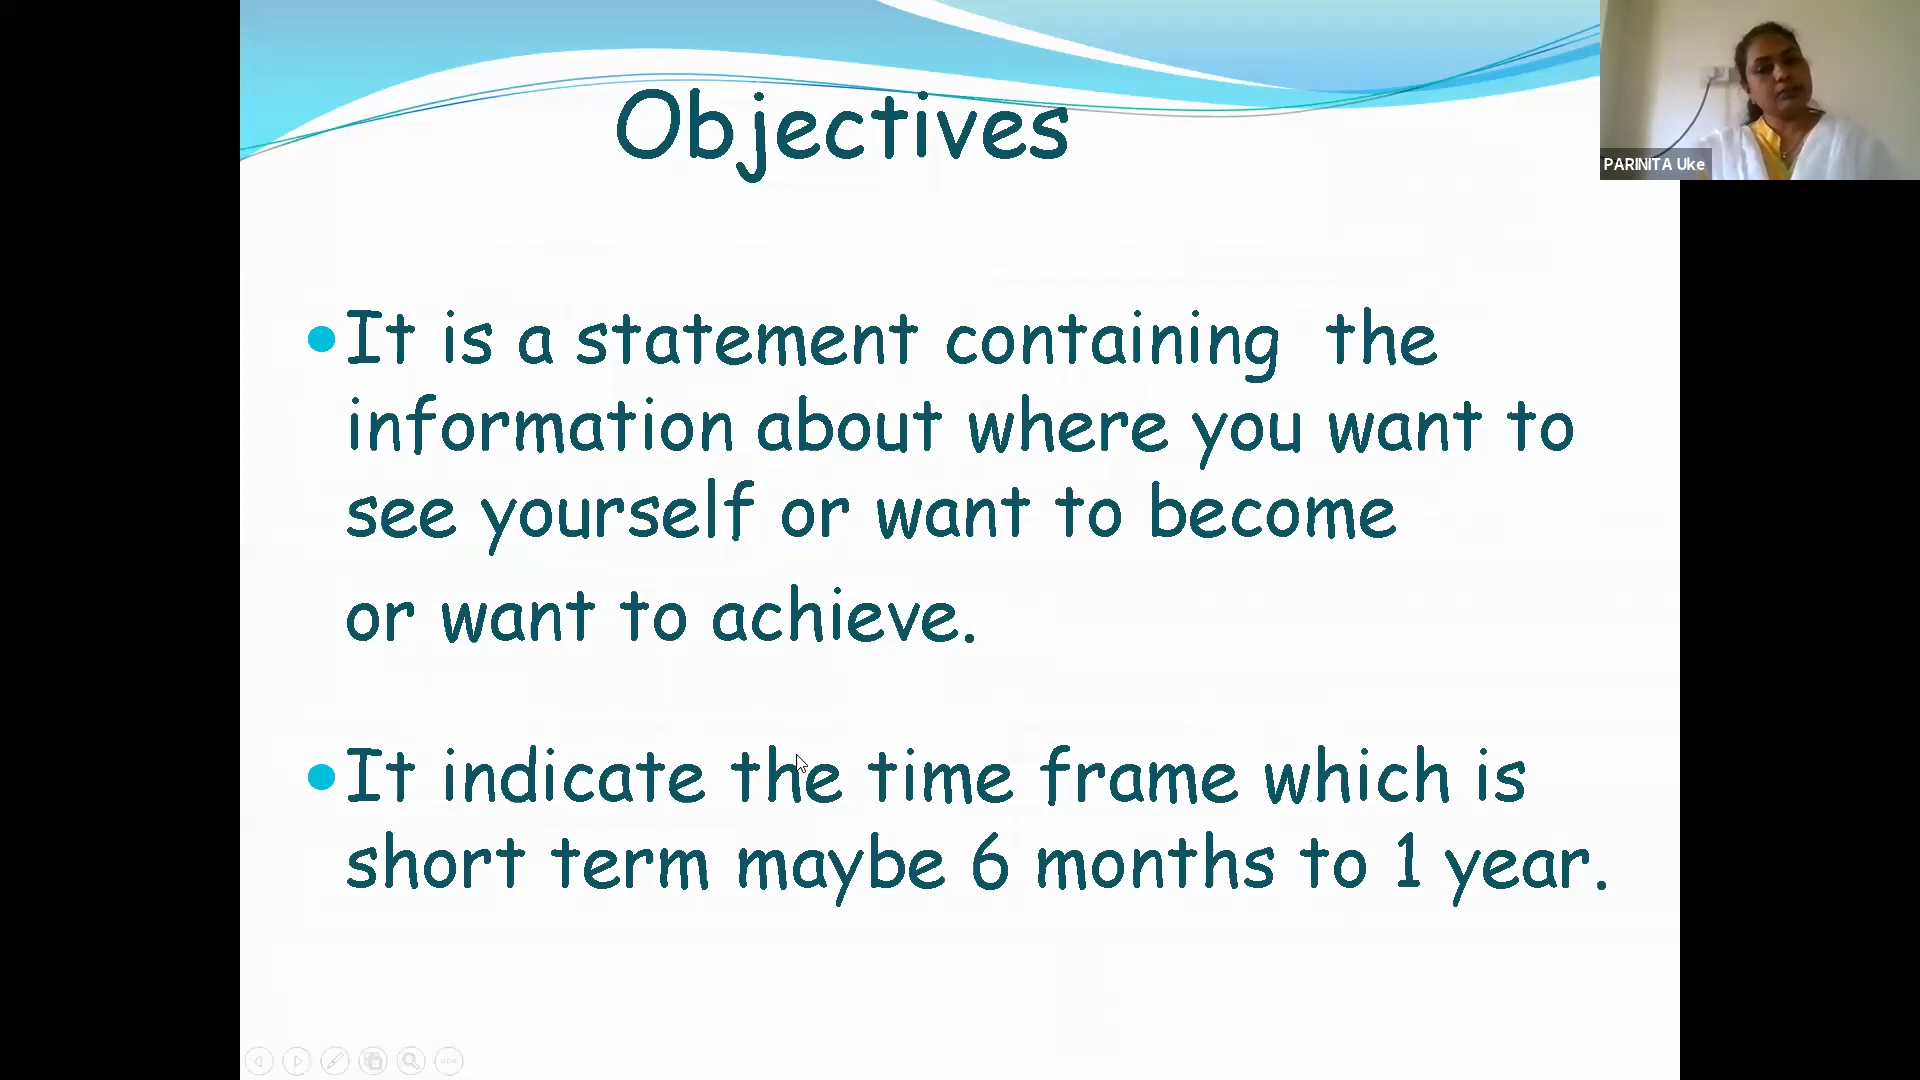 Objectives
PARINITA Uke
It is a statement containing the
information about where you want to
see yourself or want to become
or want to achieve.
It indicate the time frame which is
short term maybe 6 months to 1 year.